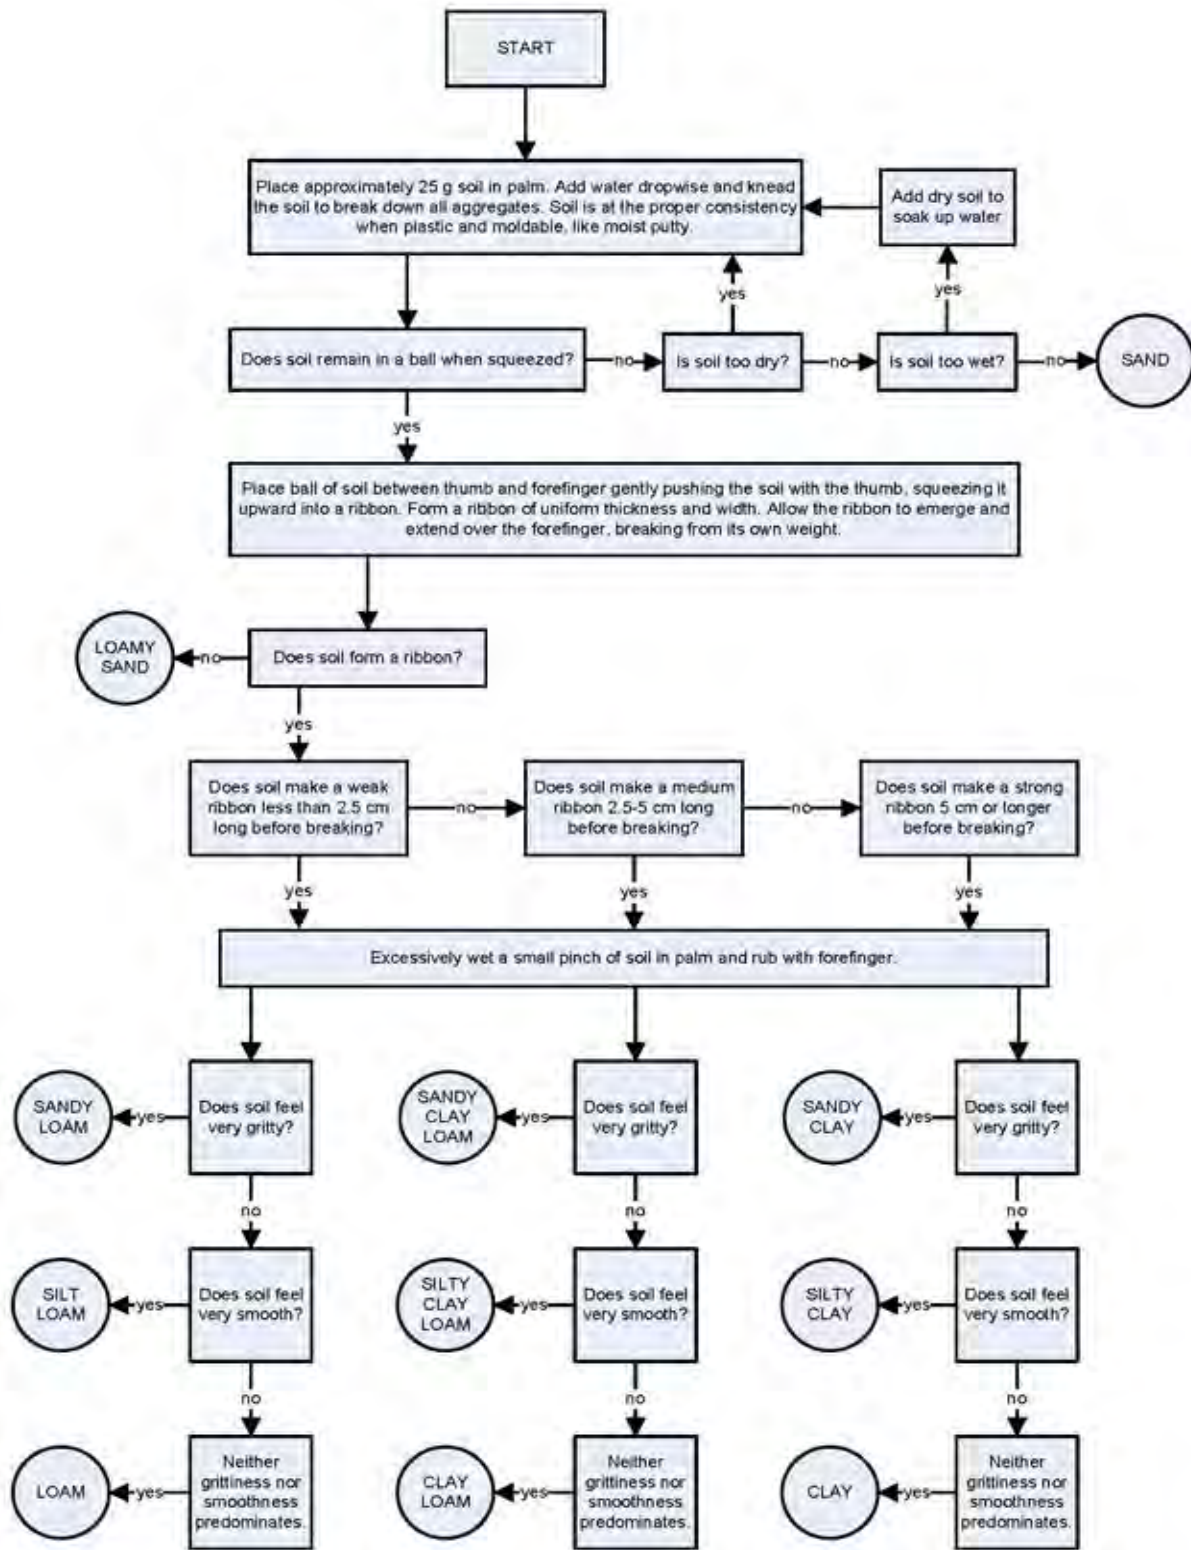 START
Place approximately 25 g soil in palm. Add water dropwise and knead
the soil to break down all aggregates. Soil is at the proper consistency
when plastic and moldable, like moist putty.
Add dry soil to
soak up water
yes
yes
Does soil remain in a ball when squeezed?
no
Is soil too dry?
no
Is soil too wet?
no
SAND
yes
Place ball of soil between thumb and forefinger gently pushing the soil with the thumb, squeezing it
upward into a ribbon. Form a ribbon of uniform thickness and width. Allow the ribbon to emerge and
extend over the forefinger, breaking from its own weight.
LOAMY
SAND
no
Does soil form a ribbon?
yes
Does soil make a weak
ribbon less than 2.5 cm
long before breaking?
no
Does soil make a medium
ribbon 2.5-5 cm long
before breaking?
no
Does soil make a strong
ribbon 5 cm or longer
before breaking?
yes
yes
yes
Excessively wet a small pinch of soil in palm and rub with forefinger.
SANDY
LOAM
yes
Does soil feel
very gritty?
SANDY
CLAY
LOAM
yes
Does soil feel
very gritty?
SANDY
CLAY
yes
Does soil feel
very gritty?
no
no
no
SILT
LOAM
yes
Does soil feel
very smooth?
SILTY
CLAY
LOAM
yes
Does soil feel
very smooth?
SILTY
CLAY
yes
Does soil feel
very smooth?
no
no
no
LOAM
yes
Neither
grittiness nor
smoothness
predominates.
CLAY
LOAM
yes
Neither
grittiness nor
smoothness
predominates.
CLAY
yes
Neither
grittiness nor
smoothness
predominates.